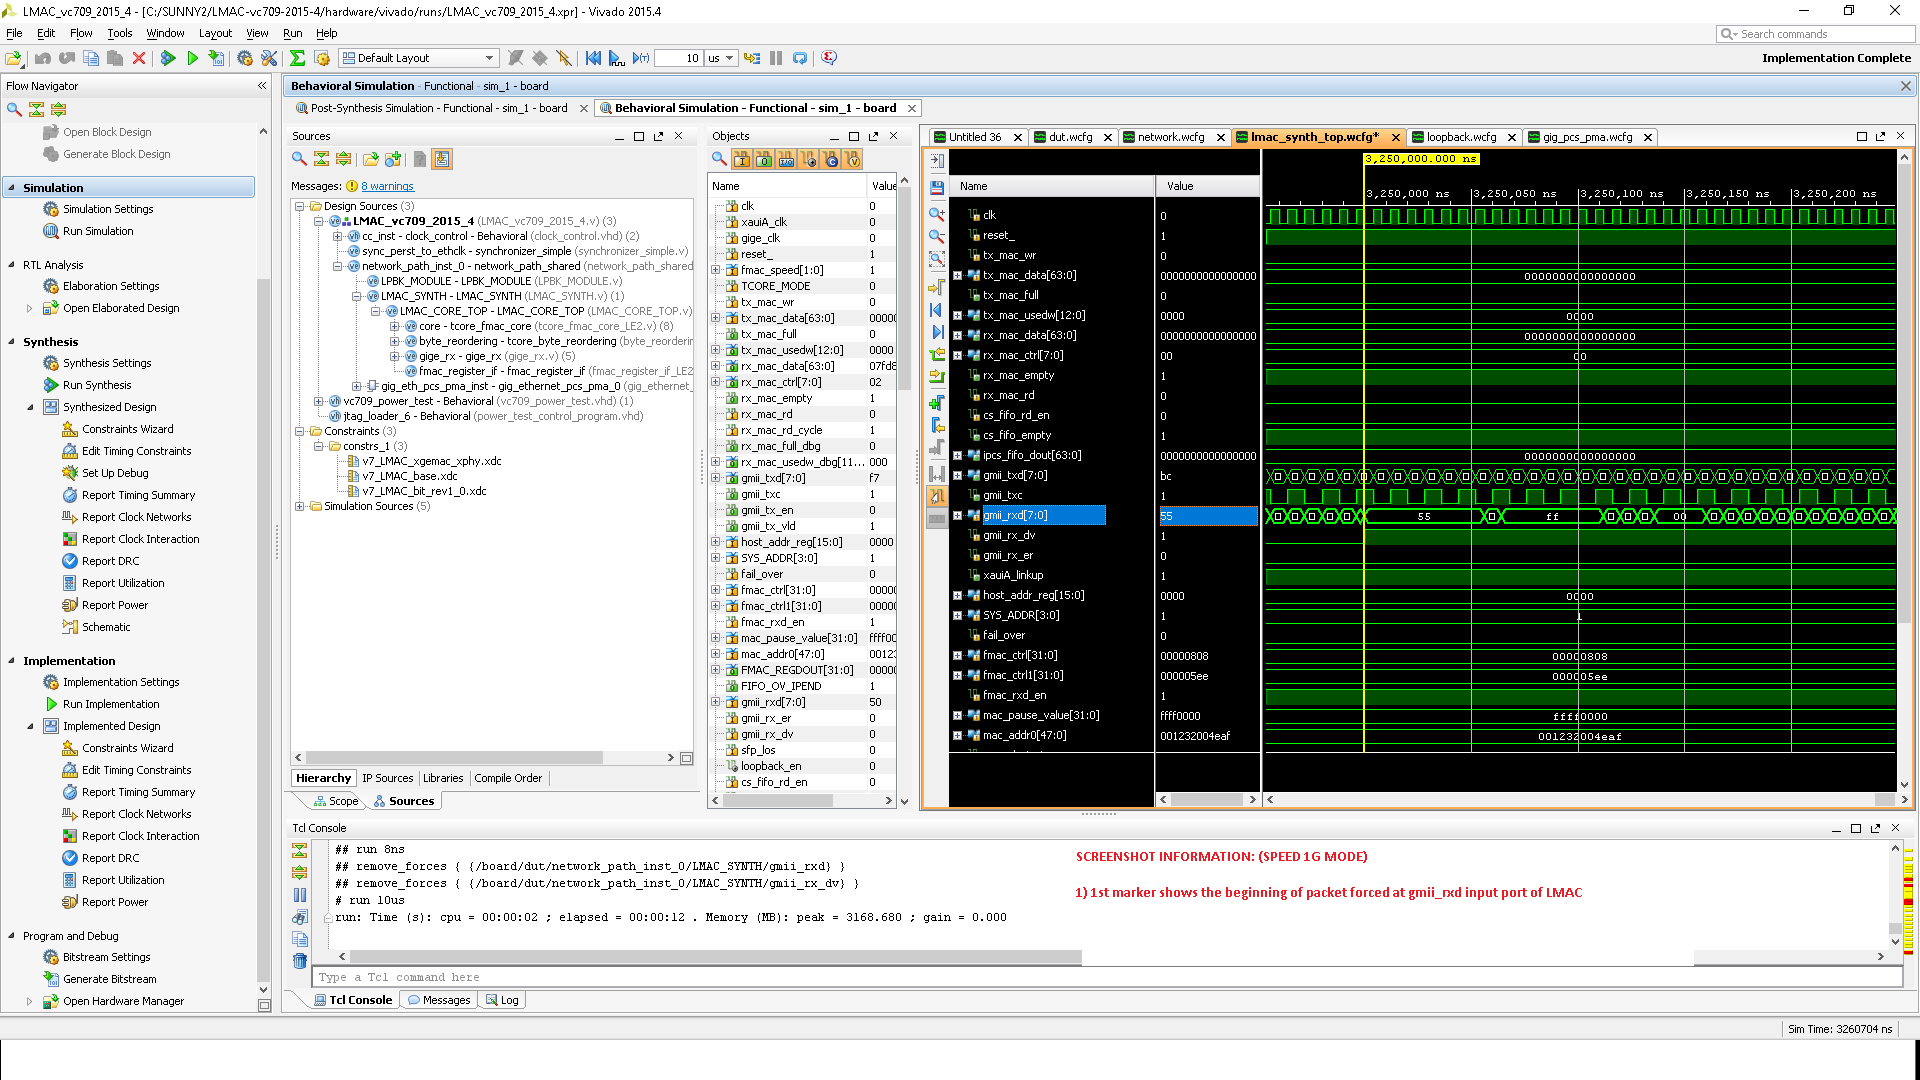 LMAC_vc709_2015_4 - [C:/SUNNY2/LMAC-vc709-2015-4/hardware/vivado/runs/LMAC_vc709_2015_4.xpr] - Vivado 2015.4
File Edit Flow Tools Window Layout View Run Help
Search commands
Default Layout
10 us
Implementation Complete
Flow Navigator
Open Block Design
Generate Block Design
Simulation
Simulation Settings
Run Simulation
RTL Analysis
Elaboration Settings
Open Elaborated Design
Synthesis
Synthesis Settings
Run Synthesis
Synthesized Design
Constraints Wizard
Edit Timing Constraints
Set Up Debug
Report Timing Summary
Report Clock Networks
Report Clock Interaction
Report DRC
Report Utilization
Report Power
Schematic
Implementation
Implementation Settings
Run Implementation
Implemented Design
Constraints Wizard
Edit Timing Constraints
Report Timing Summary
Report Clock Networks
Report Clock Interaction
Report DRC
Report Utilization
Report Power
Program and Debug
Bitstream Settings
Generate Bitstream
Open Hardware Manager
Behavioral Simulation - Functional - sim_1 - board
Post-Synthesis Simulation - Functional - sim_1 - board
Behavioral Simulation - Functional - sim_1 - board
Sources
Messages: 8 warnings
Design Sources (3)
LMAC_vc709_2015_4 (LMAC_vc709_2015_4.v) (3)
cc_inst - clock_control - Behavioral (clock_control.vhd) (2)
sync_perst_to_ethclk - synchronizer_simple (synchronizer_simple.v)
network_path_inst_0 - network_path_shared (network_path_shared
LPBK_MODULE - LPBK_MODULE (LPBK_MODULE.v)
LMAC_SYNTH - LMAC_SYNTH (LMAC_SYNTH.v) (1)
LMAC_CORE_TOP - LMAC_CORE_TOP (LMAC_CORE_TOP.v)
core - tcore_fmac_core (tcore_fmac_core_LE2.v) (8)
byte_reordering - tcore_byte_reordering (byte_reorderin
gige_rx - gige_rx (gige_rx.v) (5)
fmac_register_if - fmac_register_if (fmac_register_if_LE2
gig_eth_pcs_pma_inst - gig_ethernet_pcs_pma_0 (gig_ethernet_
vc709_power_test - Behavioral (vc709_power_test.vhd) (1)
jtag_loader_6 - Behavioral (power_test_control_program.vhd)
Constraints (3)
constrs_1 (3)
v7_LMAC_xgemac_xphy.xdc
v7_LMAC_base.xdc
v7_LMAC_bit_rev1_0.xdc
Simulation Sources (5)
Hierarchy IP Sources Libraries Compile Order
Scope Sources
Objects
Name Value
clk 0
xauiA_clk 0
gige_clk 0
reset_ 1
fmac_speed[1:0] 1
TCORE_MODE 0
tx_mac_wr 0
tx_mac_data[63:0] 00000
tx_mac_full 0
tx_mac_usedw[12:0] 0000
rx_mac_data[63:0] 07fd8
rx_mac_ctrl[7:0] 02
rx_mac_empty 1
rx_mac_rd 0
rx_mac_rd_cycle 1
rx_mac_full_dbg 0
rx_mac_usedw_dbg[11... 000
gmii_txd[7:0] f7
gmii_txc 1
gmii_tx_en 0
gmii_tx_vld 1
host_addr_reg[15:0] 0000
SYS_ADDR[3:0] 1
fail_over 0
fmac_ctrl[31:0] 00000
fmac_ctrl1[31:0] 00000
fmac_rxd_en 1
mac_pause_value[31:0] ffff00
mac_addr0[47:0] 00123
FMAC_REGDOUT[31:0] 00000
FIFO_OV_IPEND 1
gmii_rxd[7:0] 50
gmii_rx_er 0
gmii_rx_dv 0
sfp_los 0
loopback_en 0
cs_fifo_rd_en 0
Untitled 36 dut.wcfg network.wcfg lmac_synth_top.wcfg* loopback.wcfg gig_pcs_pma.wcfg
3,250,000.000 ns
Name Value
3,250,000 ns 3,250,050 ns 3,250,100 ns 3,250,150 ns 3,250,200 ns
clk 0
reset_ 1
tx_mac_wr 0
tx_mac_data[63:0] 0000000000000000 0000000000000000
tx_mac_full 0
tx_mac_usedw[12:0] 0000 0000
rx_mac_data[63:0] 0000000000000000 0000000000000000
rx_mac_ctrl[7:0] 00 00
rx_mac_empty 1
rx_mac_rd 0
cs_fifo_rd_en 0
cs_fifo_empty 1
ipcs_fifo_dout[63:0] 0000000000000000 0000000000000000
gmii_txd[7:0] bc
gmii_txc 1
gmii_rxd[7:0] 55 55 ff 00
gmii_rx_dv 1
gmii_rx_er 0
xauiA_linkup 1
host_addr_reg[15:0] 0000 0000
SYS_ADDR[3:0] 1 1
fail_over 0
fmac_ctrl[31:0] 00000808 00000808
fmac_ctrl1[31:0] 000005ee 000005ee
fmac_rxd_en 1
mac_pause_value[31:0] ffff0000 ffff0000
mac_addr0[47:0] 001232004eaf 001232004eaf
Tcl Console
## run 8ns
## remove_forces { {/board/dut/network_path_inst_0/LMAC_SYNTH/gmii_rxd} }
## remove_forces { {/board/dut/network_path_inst_0/LMAC_SYNTH/gmii_rx_dv} }
# run 10us
run: Time (s): cpu = 00:00:02 ; elapsed = 00:00:12 . Memory (MB): peak = 3168.680 ; gain = 0.000
SCREENSHOT INFORMATION: (SPEED 1G MODE)
1) 1st marker shows the beginning of packet forced at gmii_rxd input port of LMAC
Type a Tcl command here
Tcl Console Messages Log
Sim Time: 3260704 ns